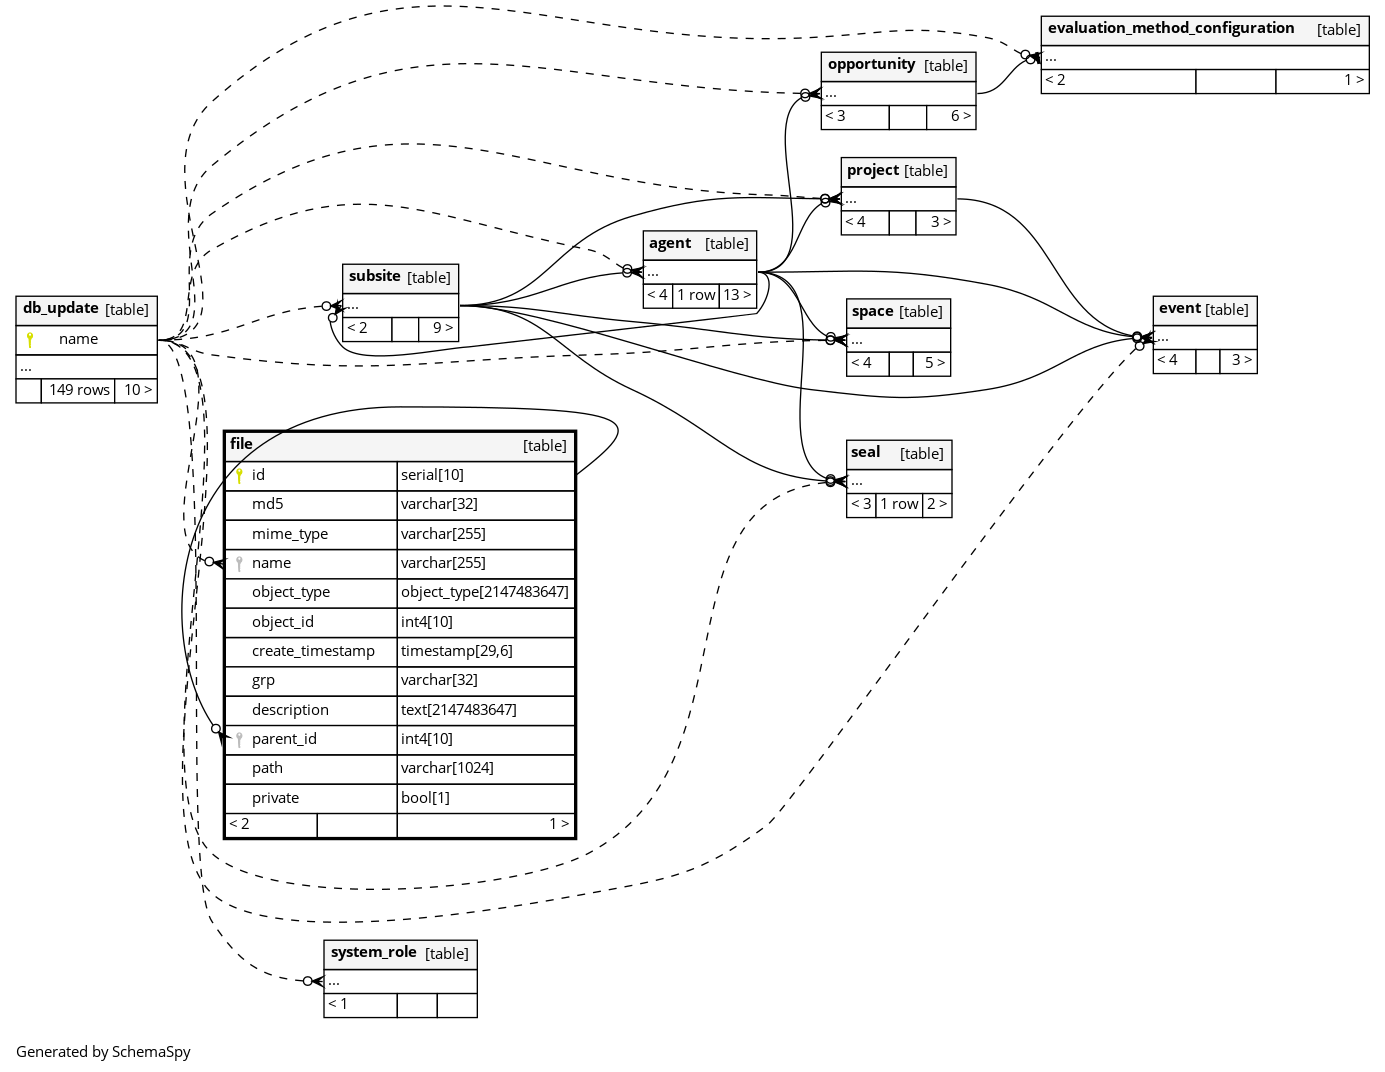 evaluation_method_configuration [table]
...
< 2 1 >
opportunity [table]
...
< 3 6 >
project [table]
...
< 4 3 >
agent [table]
...
< 4 1 row 13 >
subsite [table]
...
< 2 9 >
db_update [table]
name
...
149 rows 10 >
space [table]
...
< 4 5 >
event [table]
...
< 4 3 >
file [table]
id serial[10]
md5 varchar[32]
mime_type varchar[255]
name varchar[255]
object_type object_type[2147483647]
object_id int4[10]
create_timestamp timestamp[29,6]
grp varchar[32]
description text[2147483647]
parent_id int4[10]
path varchar[1024]
private bool[1]
< 2 1 >
seal [table]
...
< 3 1 row 2 >
system_role [table]
...
< 1
Generated by SchemaSpy